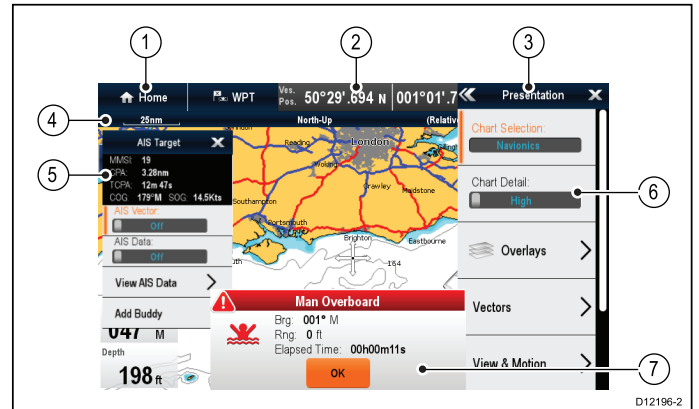 1
2
3
Home
WPT
Ves. Pos. 50°29'.694 N 001°01'.7
Presentation
4
25nm
North-Up
(Relativ
5
AIS Target
MMSI: 19
CPA: 3.28nm
TCPA: 12m 47s
COG: 179°M SOG: 14.5Kts
AIS Vector:
Off
AIS Data:
Off
View AIS Data
Add Buddy
047 M
Depth
198 ft
Reading
London
Woking
Crawley
Maidstone
Southampton
Portsmouth
Brighton
Eastbourne
164
Chart Selection:
Navionics
Chart Detail:
High
6
Overlays
Vectors
View & Motion
Man Overboard
Brg: 001° M
Rng: 0 ft
Elapsed Time: 00h00m11s
OK
7
D12196-2